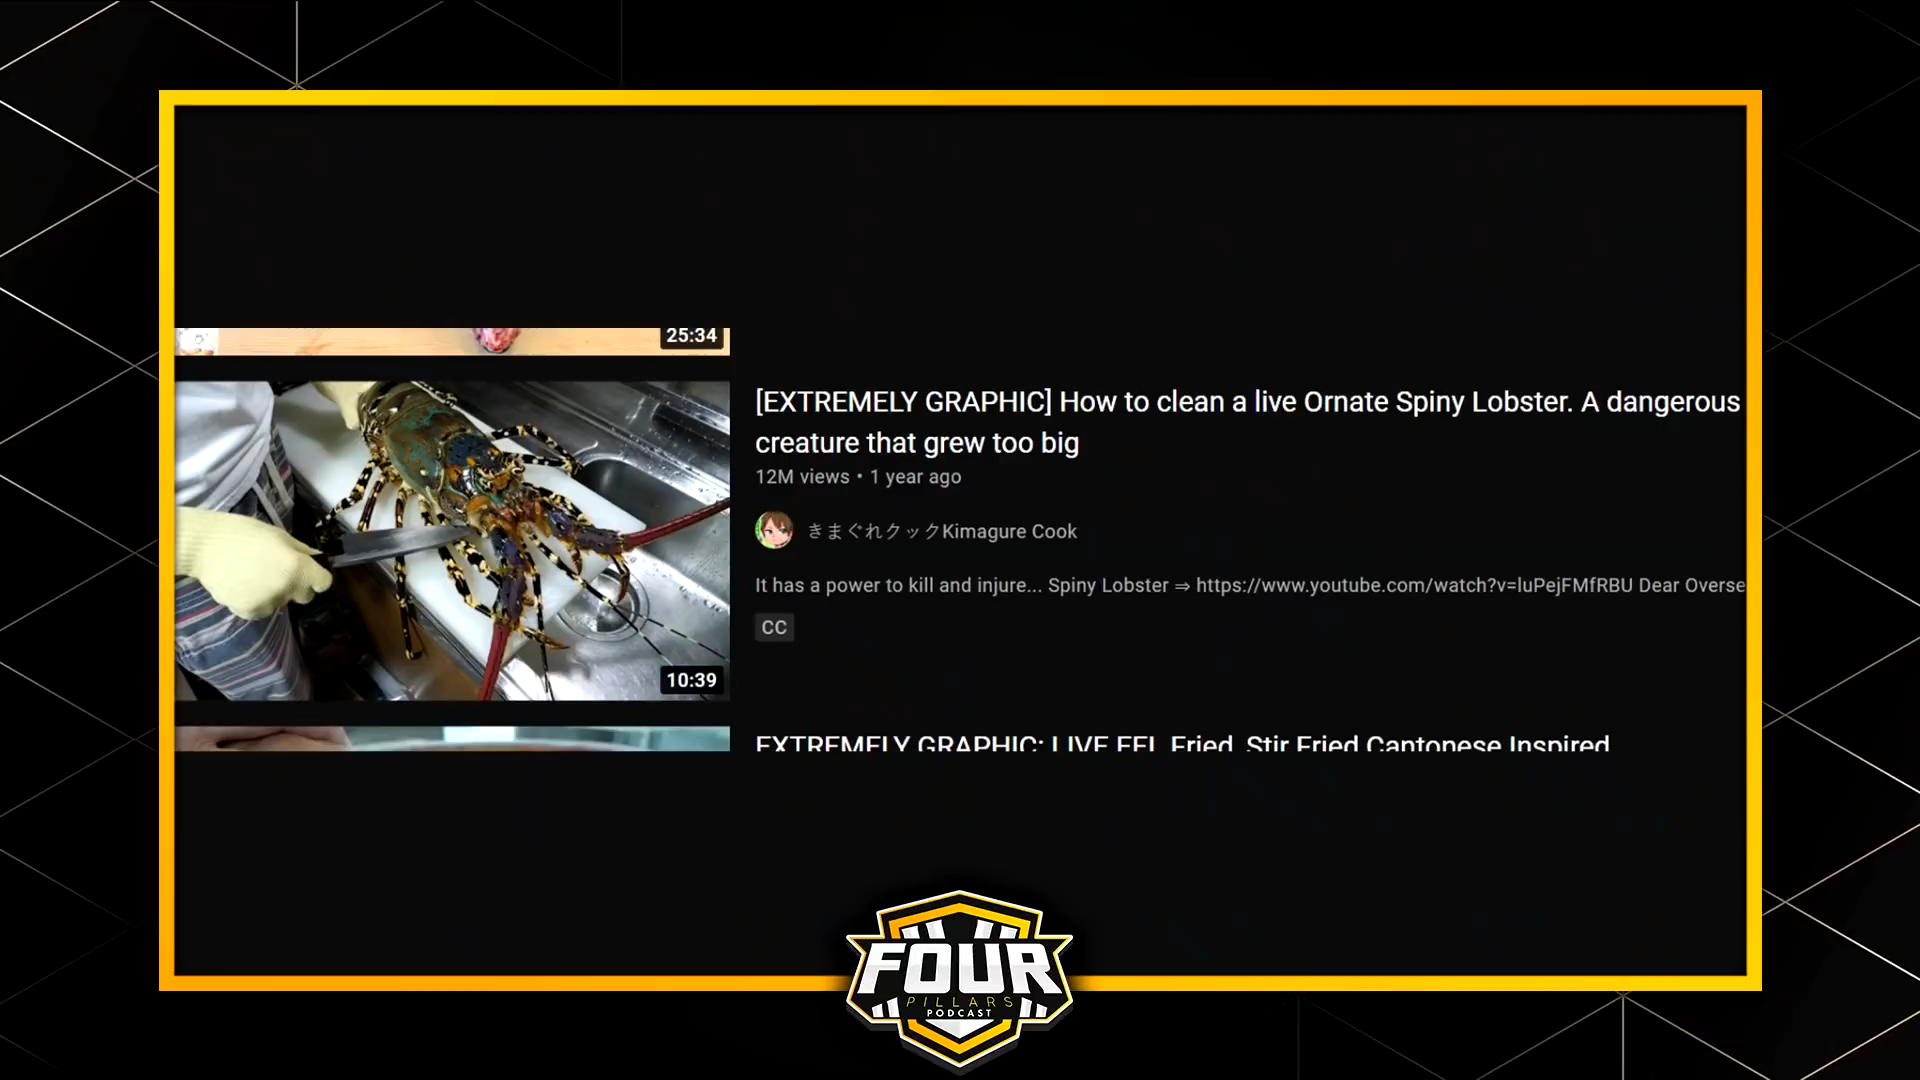 25:34
[EXTREMELY GRAPHIC] How to clean a live Ornate Spiny Lobster. A dangerous
creature that grew too big
12M views • 1 year ago
きまぐれクックKimagure Cook
It has a power to kill and injure... Spiny Lobster ⇒ https://www.youtube.com/watch?v=luPejFMfRBU Dear Overse
CC
10:39
EXTREMELY GRAPHIC: LIVE EEL Fried, Stir Fried Cantonese Inspired
FOUR
PILLARS
PODCAST